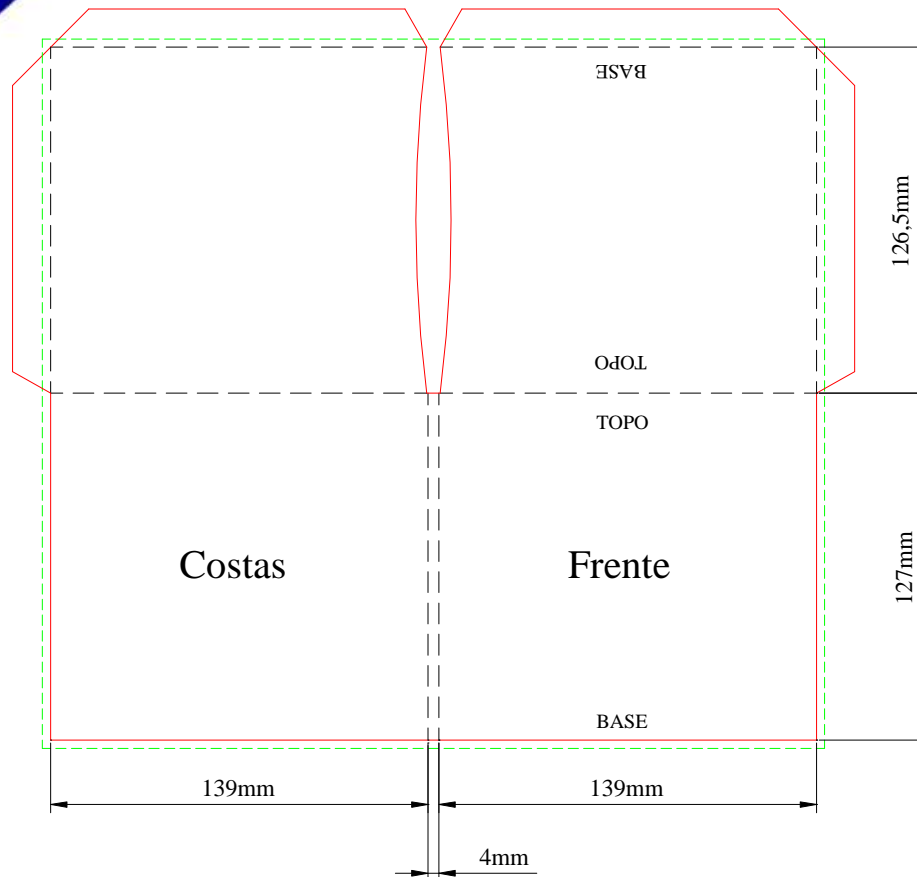 BASE
126,5mm
TOPO
TOPO
Costas
Frente
127mm
BASE
139mm
139mm
4mm